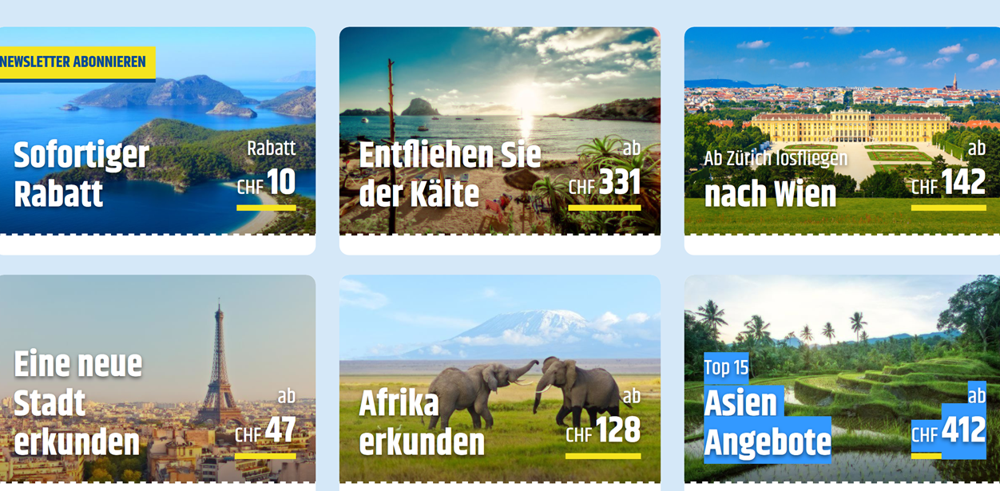 NEWSLETTER ABONNIEREN
Sofortiger
Rabatt
Rabatt
CHF 10
Entfliehen Sie
der Kälte
ab
CHF 331
Ab Zürich losfliegen
nach Wien
ab
CHF 142
Eine neue
Stadt
erkunden
ab
CHF 47
Afrika
erkunden
ab
CHF 128
Top 15
Asien
Angebote
ab
CHF 412